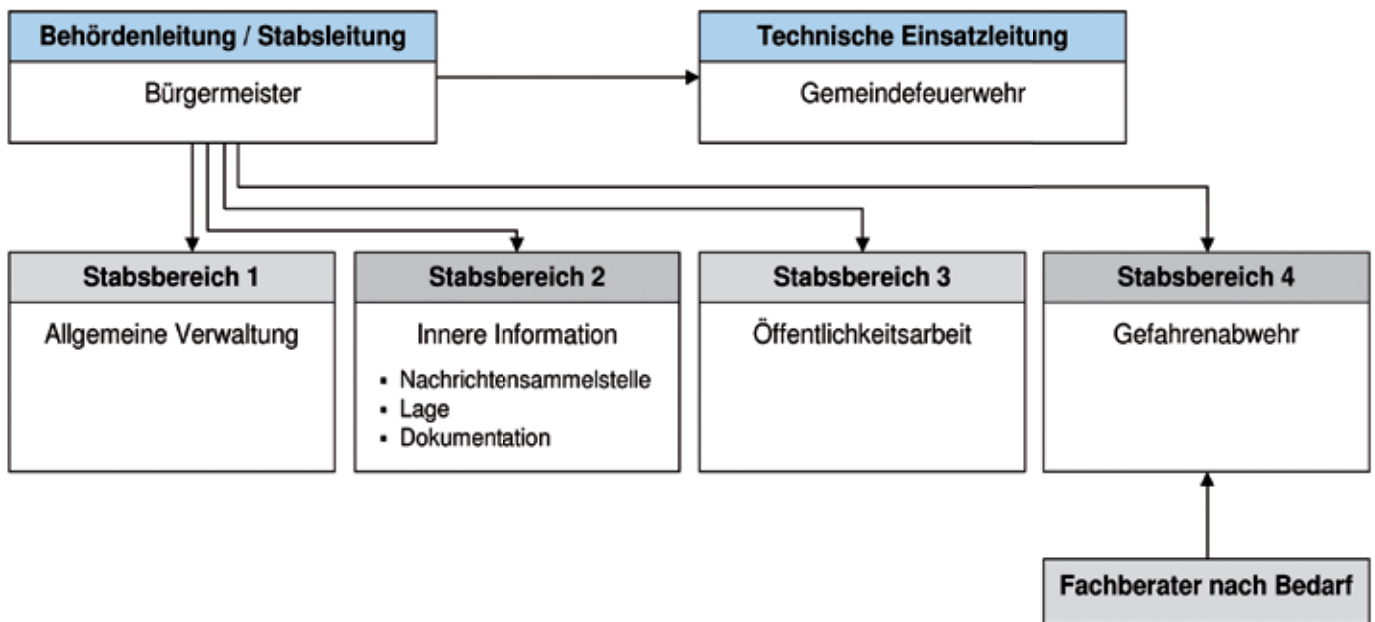 Behördenleitung / Stabsleitung
Bürgermeister
Technische Einsatzleitung
Gemeindefeuerwehr
Stabsbereich 1
Allgemeine Verwaltung
Stabsbereich 2
Innere Information
▪ Nachrichtensammelstelle
▪ Lage
▪ Dokumentation
Stabsbereich 3
Öffentlichkeitsarbeit
Stabsbereich 4
Gefahrenabwehr
Fachberater nach Bedarf